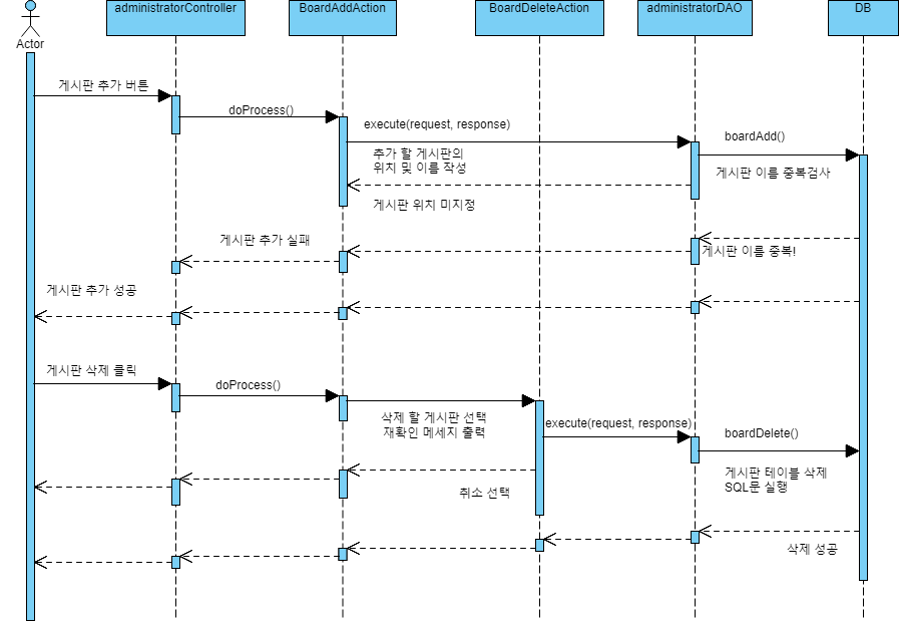 administratorController
BoardAddAction
BoardDeleteAction
administratorDAO
DB
Actor
게시판 추가 버튼
doProcess()
execute(request, response)
boardAdd()
추가 할 게시판의
위치 및 이름 작성
게시판 이름 중복검사
게시판 위치 미지정
게시판 추가 실패
게시판 이름 중복!
게시판 추가 성공
게시판 삭제 클릭
doProcess()
삭제 할 게시판 선택
재확인 메세지 출력
execute(request, response)
boardDelete()
게시판 테이블 삭제
SQL문 실행
취소 선택
삭제 성공